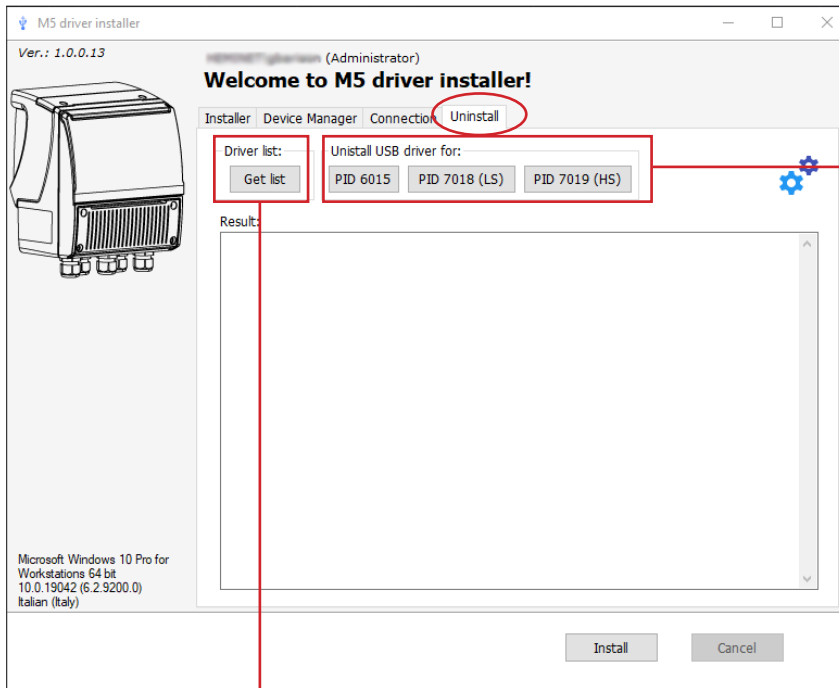 M5 driver installer
Ver.: 1.0.0.13
(Administrator)
Welcome to M5 driver installer!
Installer Device Manager Connection Uninstall
Driver list:
Unistall USB driver for:
Get list
PID 6015
PID 7018 (LS)
PID 7019 (HS)
Result:
Microsoft Windows 10 Pro for
Workstations 64 bit
10.0.19042 (6.2.9200.0)
Italian (Italy)
Install
Cancel